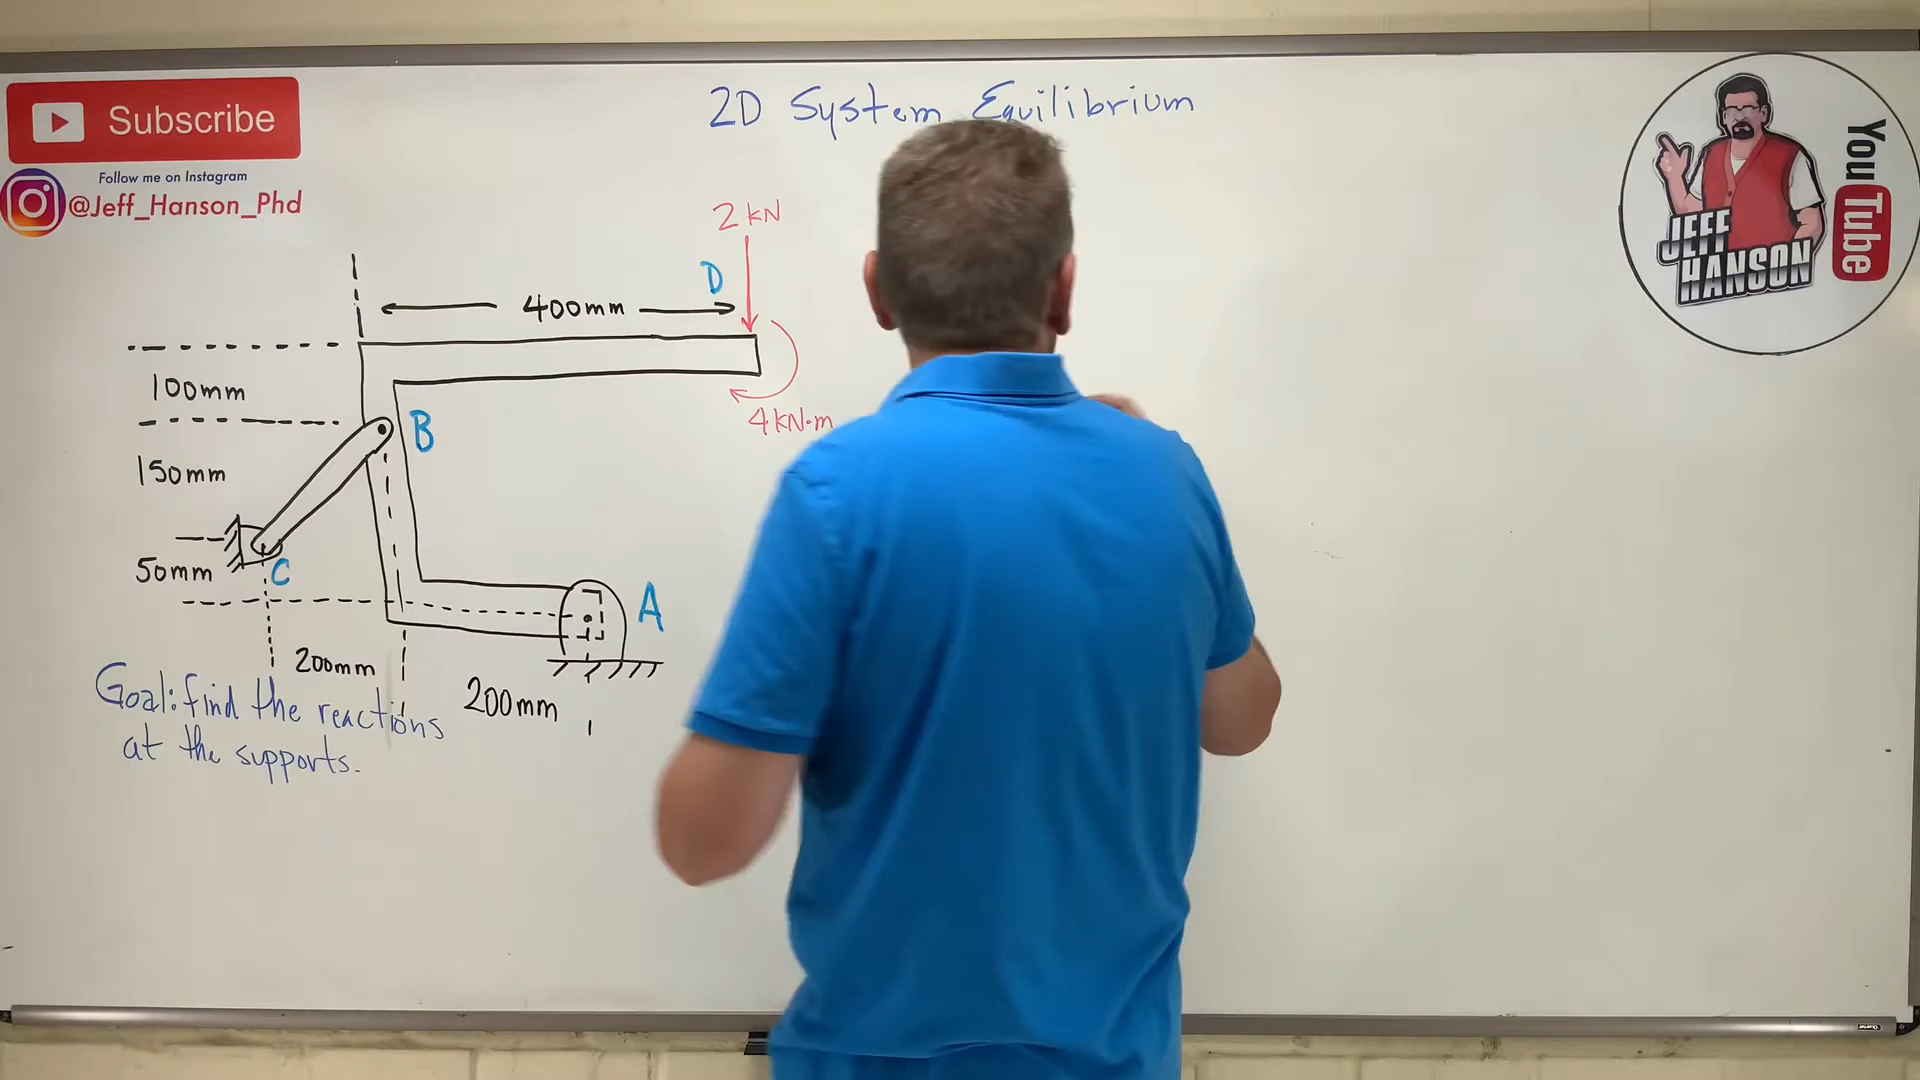 Subscribe
Follow me on Instagram
@Jeff_Hanson_Phd
2D System Equilibrium
2 kN
D
400mm
100mm
4 kN·m
B
150mm
50mm
C
A
200mm
200mm
Goal: find the reactions
at the supports.
JEFF
HANSON
YouTube